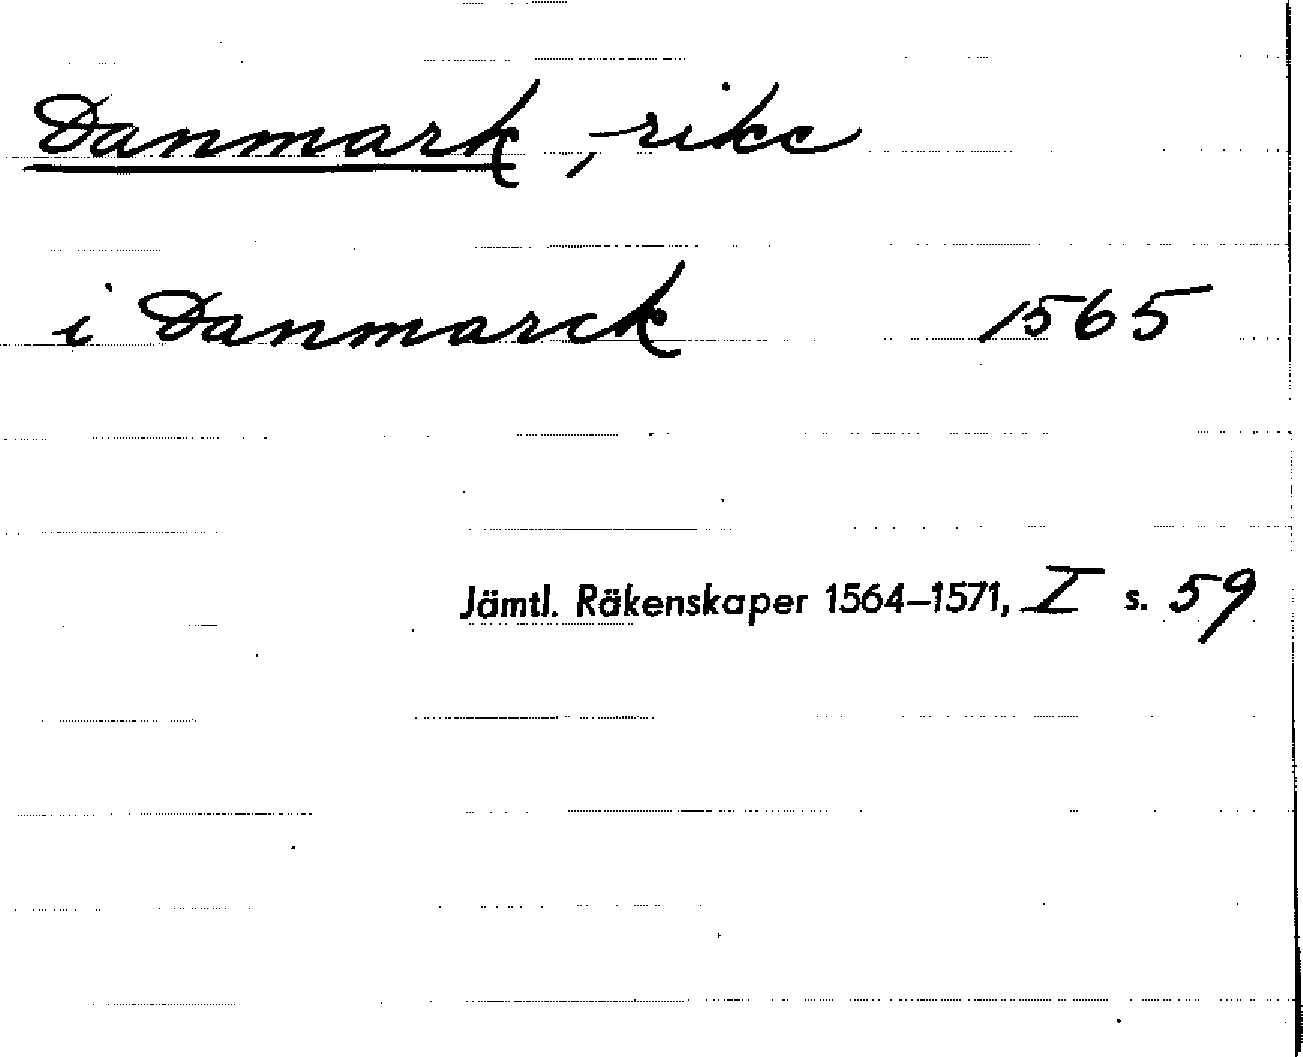 Danmark, rike
i Danmarck 1565
Jämtl. Räkenskaper 1564–1571, I s. 59